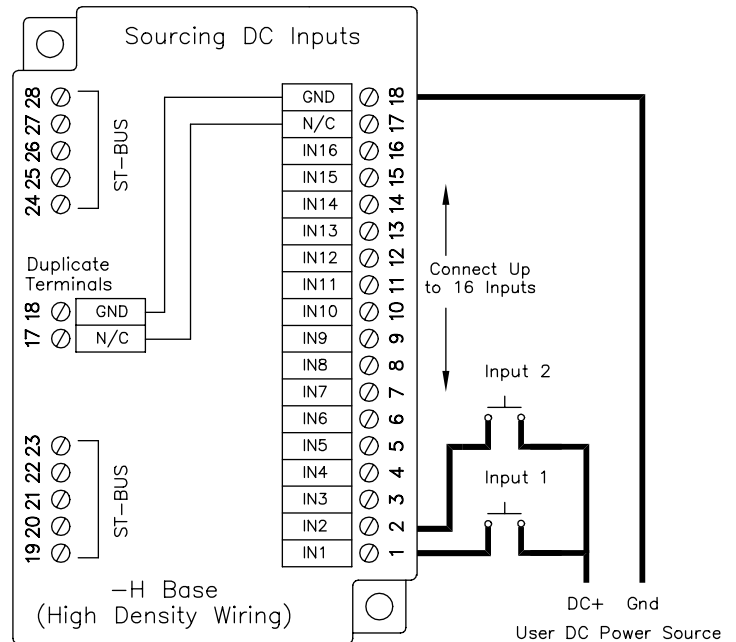 Sourcing DC Inputs
28
27
26
25
24
ST-BUS
Duplicate
Terminals
18 GND
17 N/C
23
22
21
20
19
ST-BUS
GND 18
N/C 17
IN16 16
IN15 15
IN14 14
IN13 13
IN12 12
IN11 11
IN10 10
IN9 9
IN8 8
IN7 7
IN6 6
IN5 5
IN4 4
IN3 3
IN2 2
IN1 1
Connect Up
to 16 Inputs
Input 2
Input 1
-H Base
(High Density Wiring)
DC+ Gnd
User DC Power Source